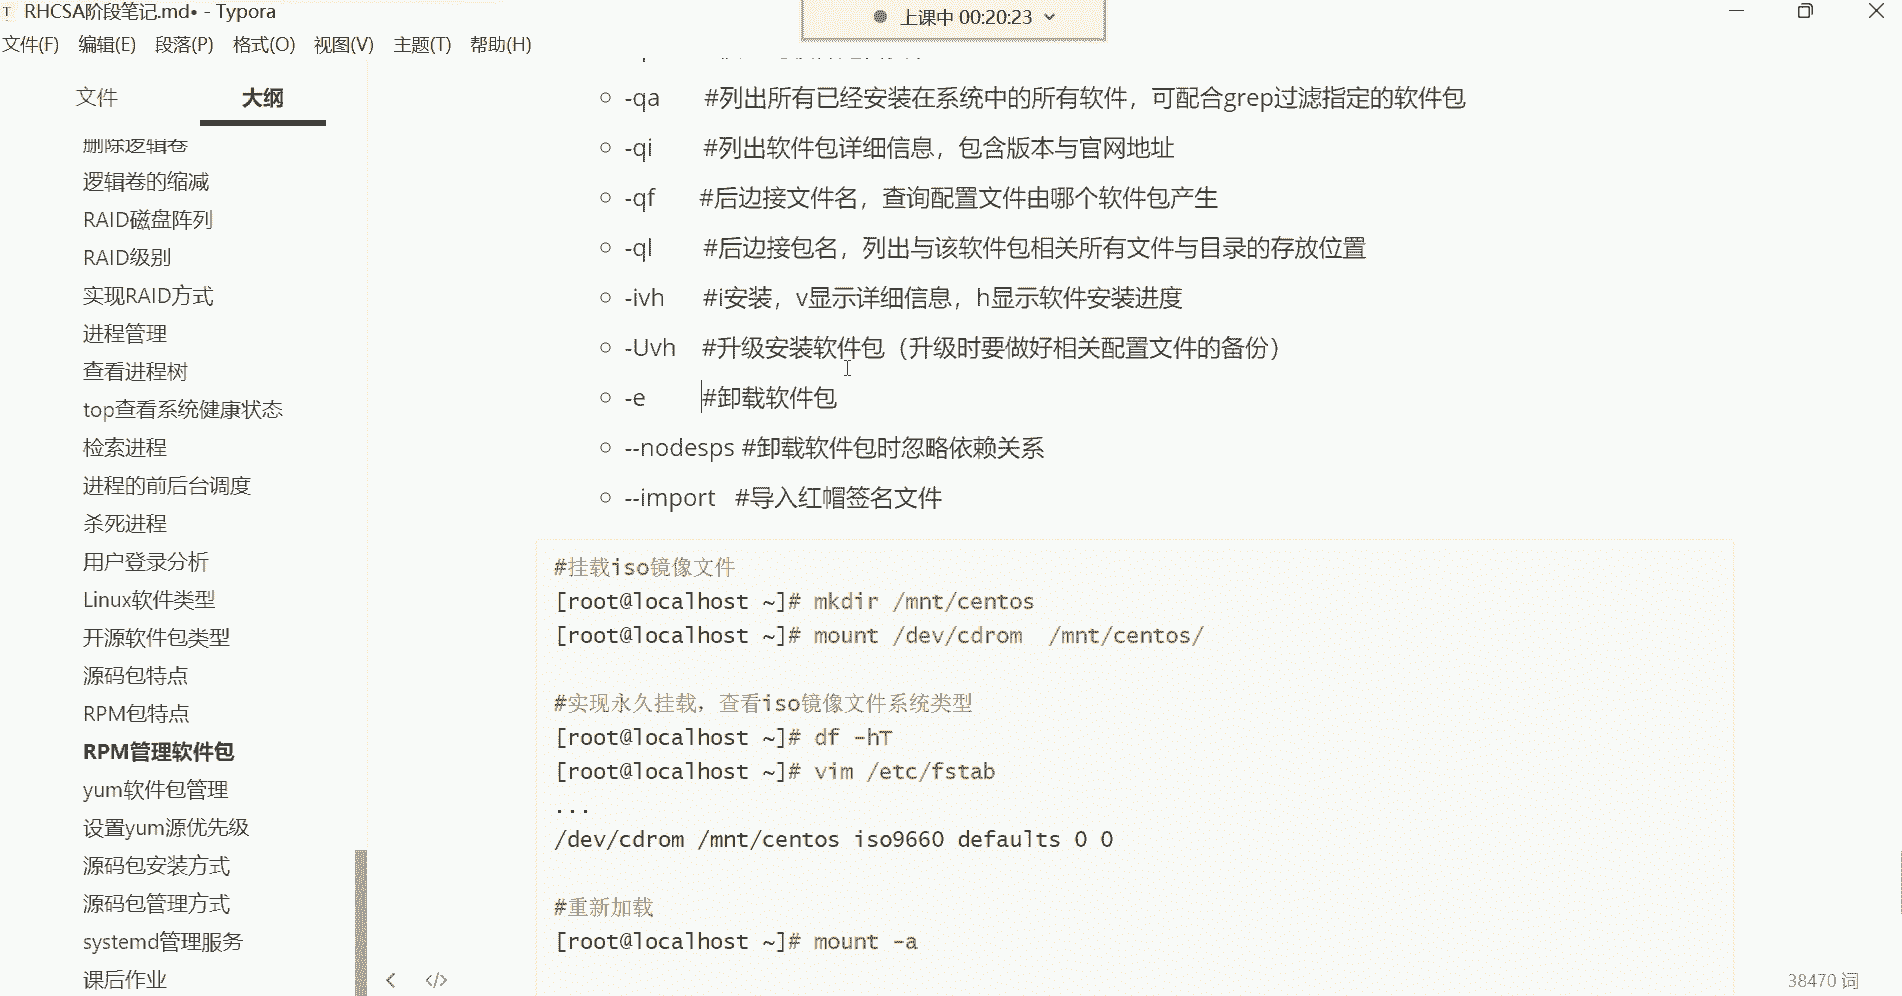 T RHCSA阶段笔记.md• - Typora
上课中 00:20:23
文件(F) 编辑(E) 段落(P) 格式(O) 视图(V) 主题(T) 帮助(H)
文件 大纲
删除逻辑卷
逻辑卷的缩减
RAID磁盘阵列
RAID级别
实现RAID方式
进程管理
查看进程树
top查看系统健康状态
检索进程
进程的前后台调度
杀死进程
用户登录分析
Linux软件类型
开源软件包类型
源码包特点
RPM包特点
RPM管理软件包
yum软件包管理
设置yum源优先级
源码包安装方式
源码包管理方式
systemd管理服务
课后作业
-qa #列出所有已经安装在系统中的所有软件，可配合grep过滤指定的软件包
-qi #列出软件包详细信息，包含版本与官网地址
-qf #后边接文件名，查询配置文件由哪个软件包产生
-ql #后边接包名，列出与该软件包相关所有文件与目录的存放位置
-ivh #i安装，v显示详细信息，h显示软件安装进度
-Uvh #升级安装软件包（升级时要做好相关配置文件的备份）
-e #卸载软件包
--nodesps #卸载软件包时忽略依赖关系
--import #导入红帽签名文件
#挂载iso镜像文件
[root@localhost ~]# mkdir /mnt/centos
[root@localhost ~]# mount /dev/cdrom /mnt/centos/
#实现永久挂载，查看iso镜像文件系统类型
[root@localhost ~]# df -hT
[root@localhost ~]# vim /etc/fstab
...
/dev/cdrom /mnt/centos iso9660 defaults 0 0
#重新加载
[root@localhost ~]# mount -a
38470 词